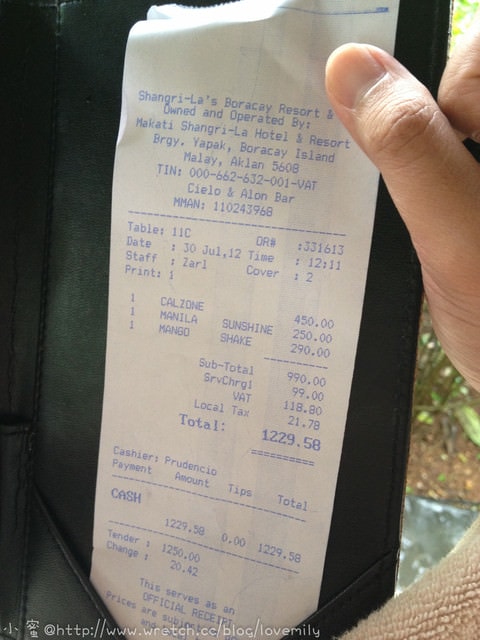 Shangri-La's Boracay Resort &
Owned and Operated By:
Makati Shangri-La Hotel & Resort
Brgy. Yapak, Boracay Island
Malay, Aklan 5608
TIN: 000-662-632-001-VAT
Cielo & Alon Bar
MMAN: 110243968
Table: 11C OR# :331613
Date : 30 Jul,12 Time : 12:11
Staff : Zarl Cover : 2
Print: 1
1 CALZONE 450.00
1 MANILA SUNSHINE 250.00
1 MANGO SHAKE 290.00
Sub-Total 990.00
SrvChrg1 99.00
VAT 118.80
Local Tax 21.78
Total: 1229.58
Cashier: Prudencio
Payment Amount Tips Total
CASH
1229.58 0.00 1229.58
Tender : 1250.00
Change : 20.42
This serves as an
OFFICIAL RECEIPT
Prices are
小蜜@http://www.wretch.cc/blog/lovemily